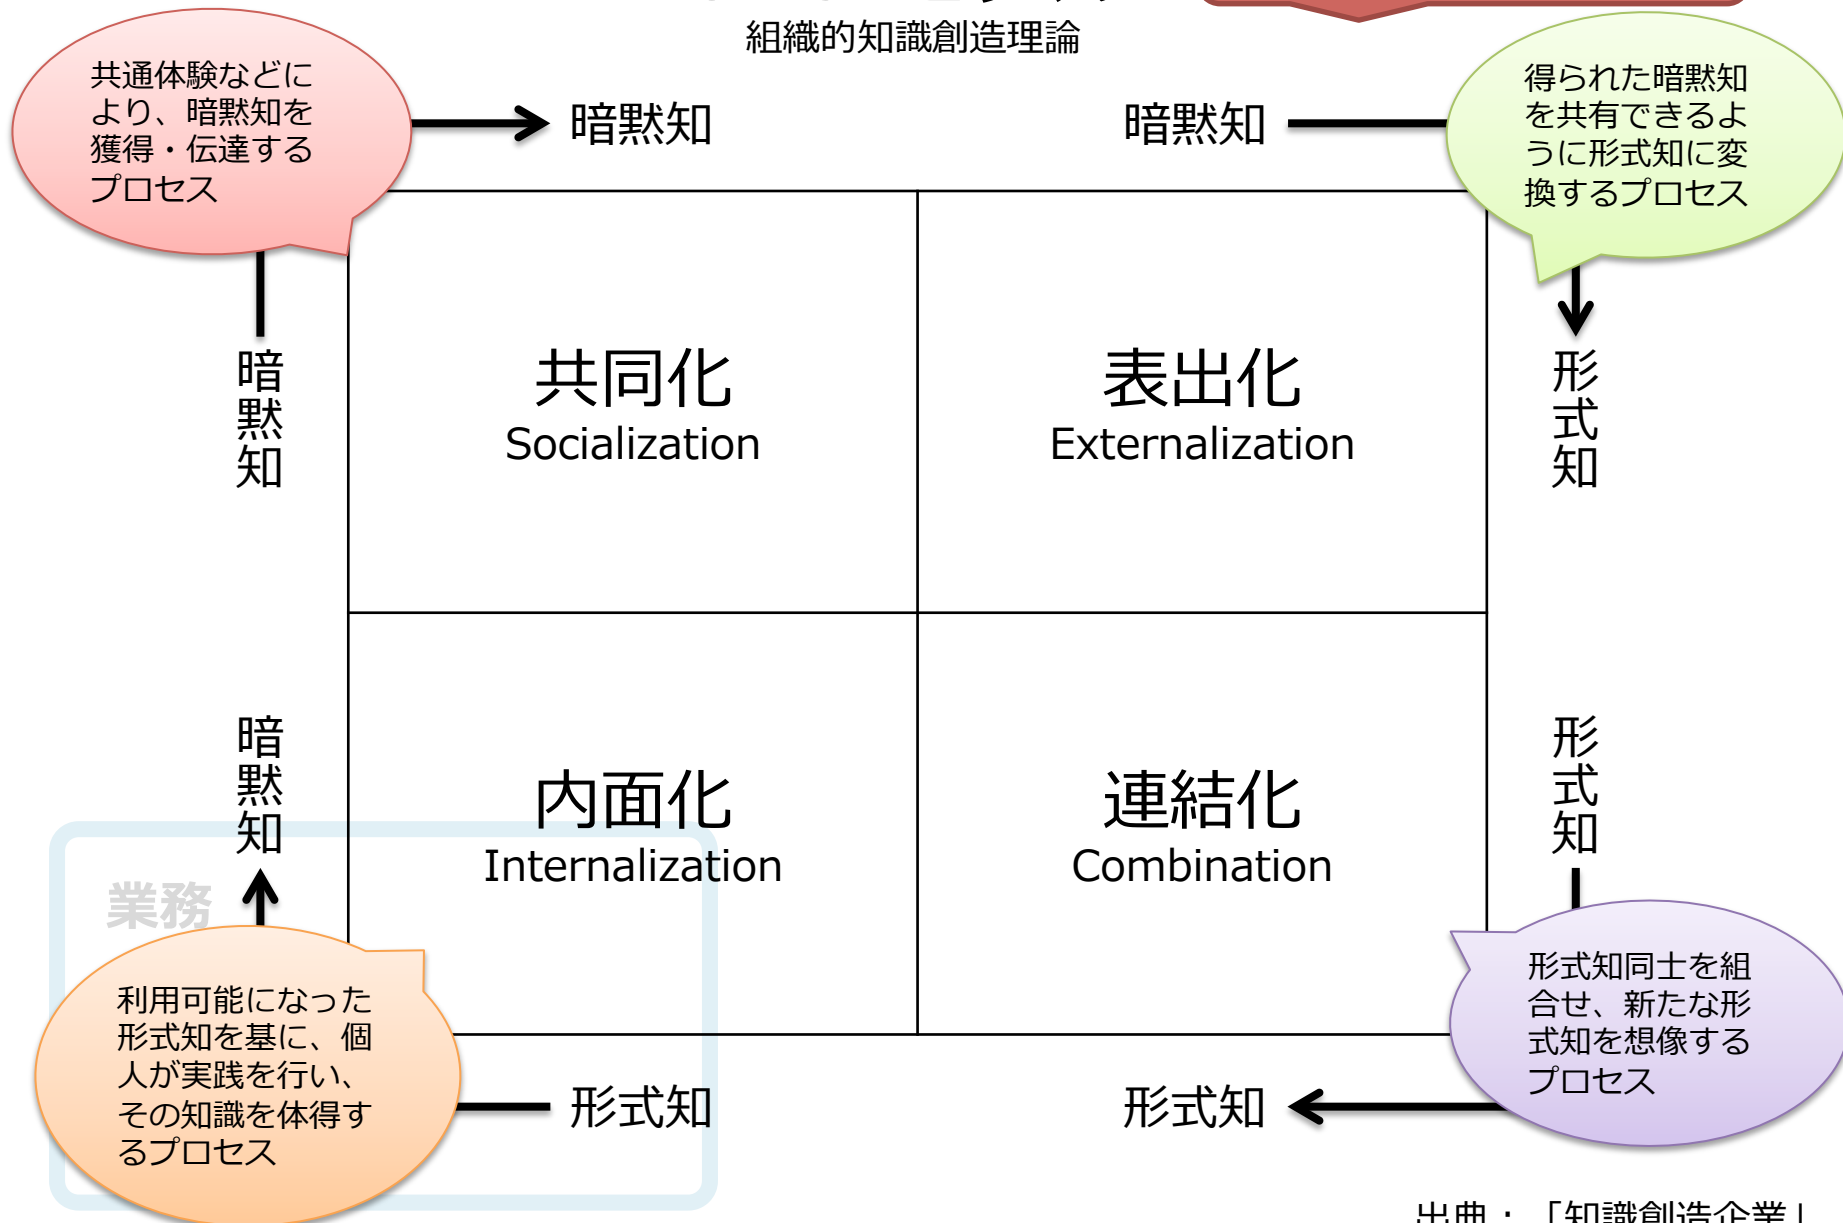 組織的知識創造理論
共通体験などに
より、暗黙知を
獲得・伝達する
プロセス
暗黙知
暗黙知
得られた暗黙知
を共有できるよ
うに形式知に変
換するプロセス
暗黙知
共同化
Socialization
表出化
Externalization
形式知
暗黙知
内面化
Internalization
連結化
Combination
形式知
業務
利用可能になった
形式知を基に、個
人が実践を行い、
その知識を体得す
るプロセス
形式知
形式知
形式知同士を組
合せ、新たな形
式知を想像する
プロセス
出典：「知識創造企業」